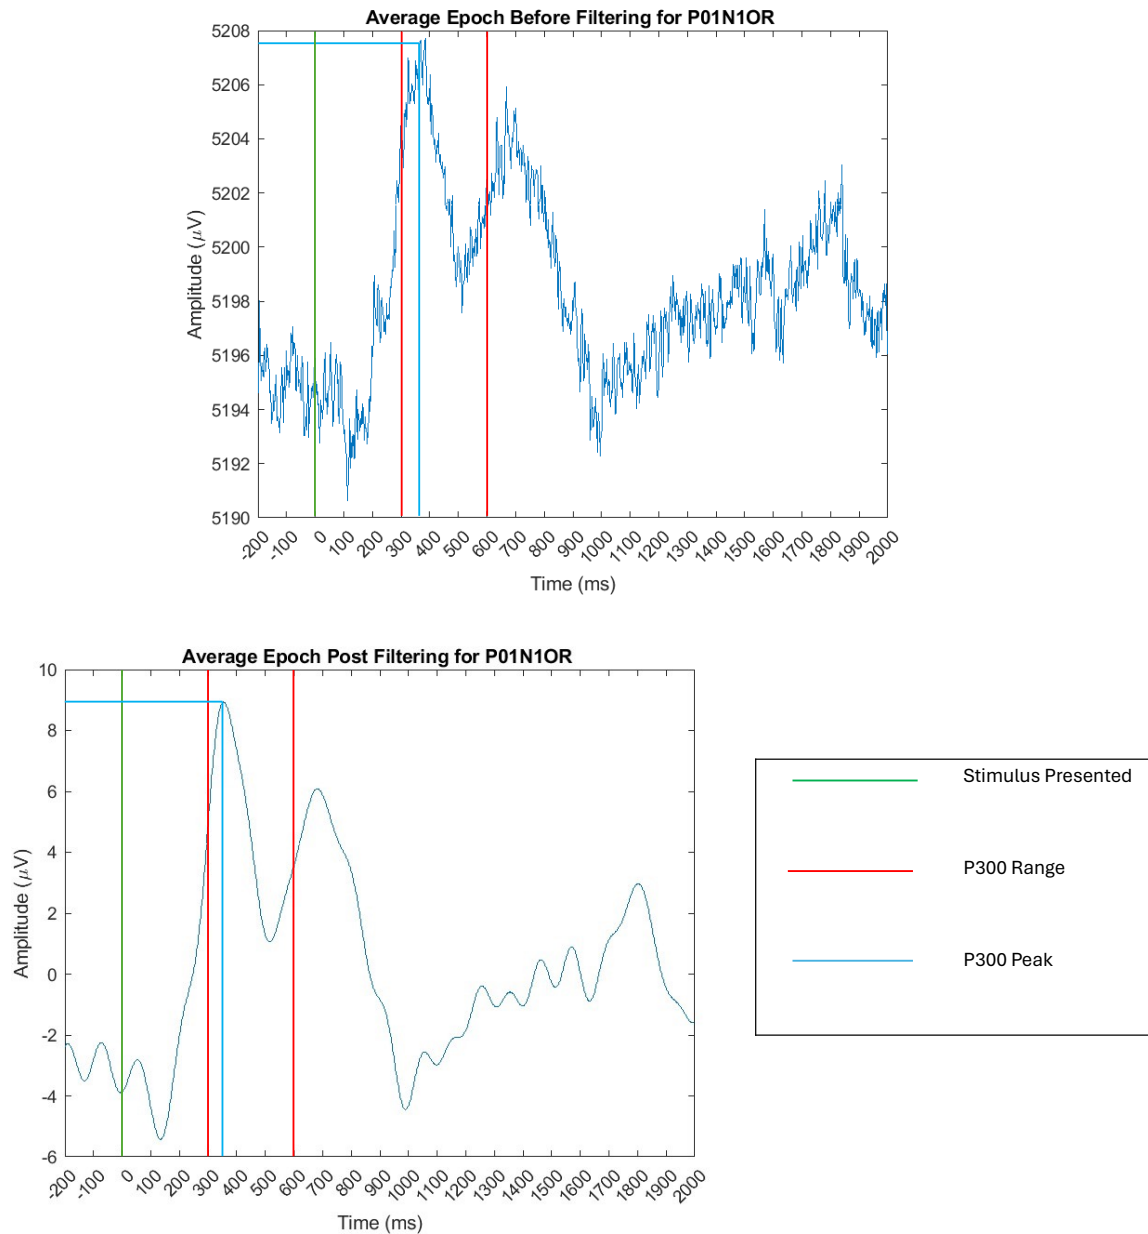 Average Epoch Before Filtering for P01N1OR
5208
5206
5204
5202
5200
5198
5196
5194
5192
5190
Amplitude (μV)
-200 -100 0 100 200 300 400 500 600 700 800 900 1000 1100 1200 1300 1400 1500 1600 1700 1800 1900 2000
Time (ms)
Average Epoch Post Filtering for P01N1OR
10
8
6
4
2
0
-2
-4
-6
Amplitude (μV)
-200 -100 0 100 200 300 400 500 600 700 800 900 1000 1100 1200 1300 1400 1500 1600 1700 1800 1900 2000
Time (ms)
Stimulus Presented
P300 Range
P300 Peak